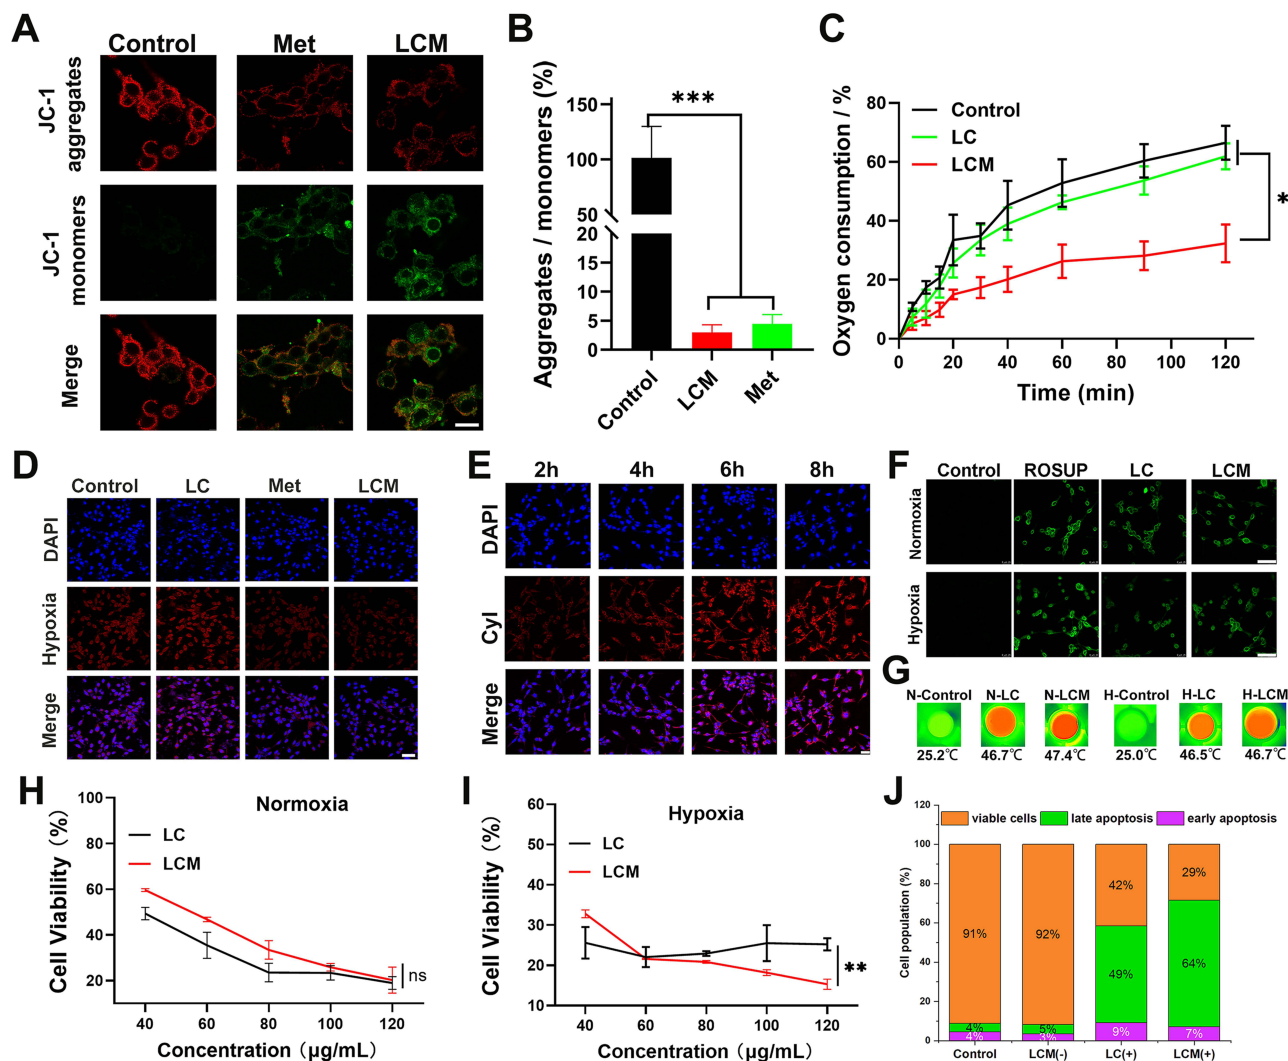 A
Control Met LCM
JC-1 aggregates
JC-1 monomers
Merge
B
Aggregates / monomers (%)
150
100
50
20
15
10
5
0
***
Control LCM Met
C
Oxygen consumption / %
80
60
40
20
0
Control
LC
LCM
*
0 20 40 60 80 100 120
Time (min)
D
Control LC Met LCM
DAPI
Hypoxia
Merge
E
2h 4h 6h 8h
DAPI
CyI
Merge
F
Control ROSUP LC LCM
Normoxia
Hypoxia
G
N-Control N-LC N-LCM H-Control H-LC H-LCM
25.2℃ 46.7℃ 47.4℃ 25.0℃ 46.5℃ 46.7℃
H
Normoxia
Cell Viability (%)
100
80
60
40
20
LC
LCM
ns
40 60 80 100 120
Concentration (μg/mL)
I
Hypoxia
Cell Viability (%)
60
50
40
30
20
10
LC
LCM
**
40 60 80 100 120
Concentration (μg/mL)
J
Cell population (%)
120
100
80
60
40
20
0
viable cells late apoptosis early apoptosis
91% 92% 42% 29%
4% 5% 49% 64%
4% 3% 9% 7%
Control LCM(-) LC(+) LCM(+)